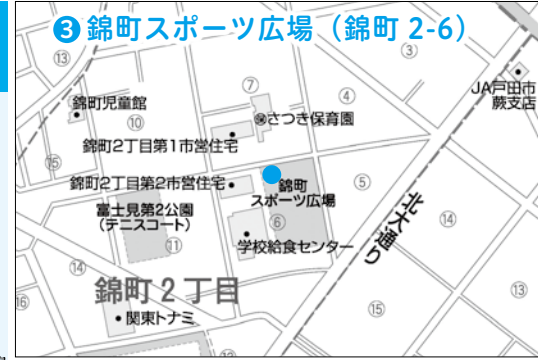 ❸ 錦町スポーツ広場（錦町 2-6）
⑬
③
JA戸田市
蕨支店
⑦
④
錦町児童館
⑩
さつき保育園
錦町2丁目第1市営住宅
⑮
錦町2丁目第2市営住宅
錦町
スポーツ広場
⑤
富士見第2公園
（テニスコート）
⑥
北大通り
⑭
⑪
学校給食センター
⑭
錦町2丁目
⑬
⑯
関東トナミ
⑮